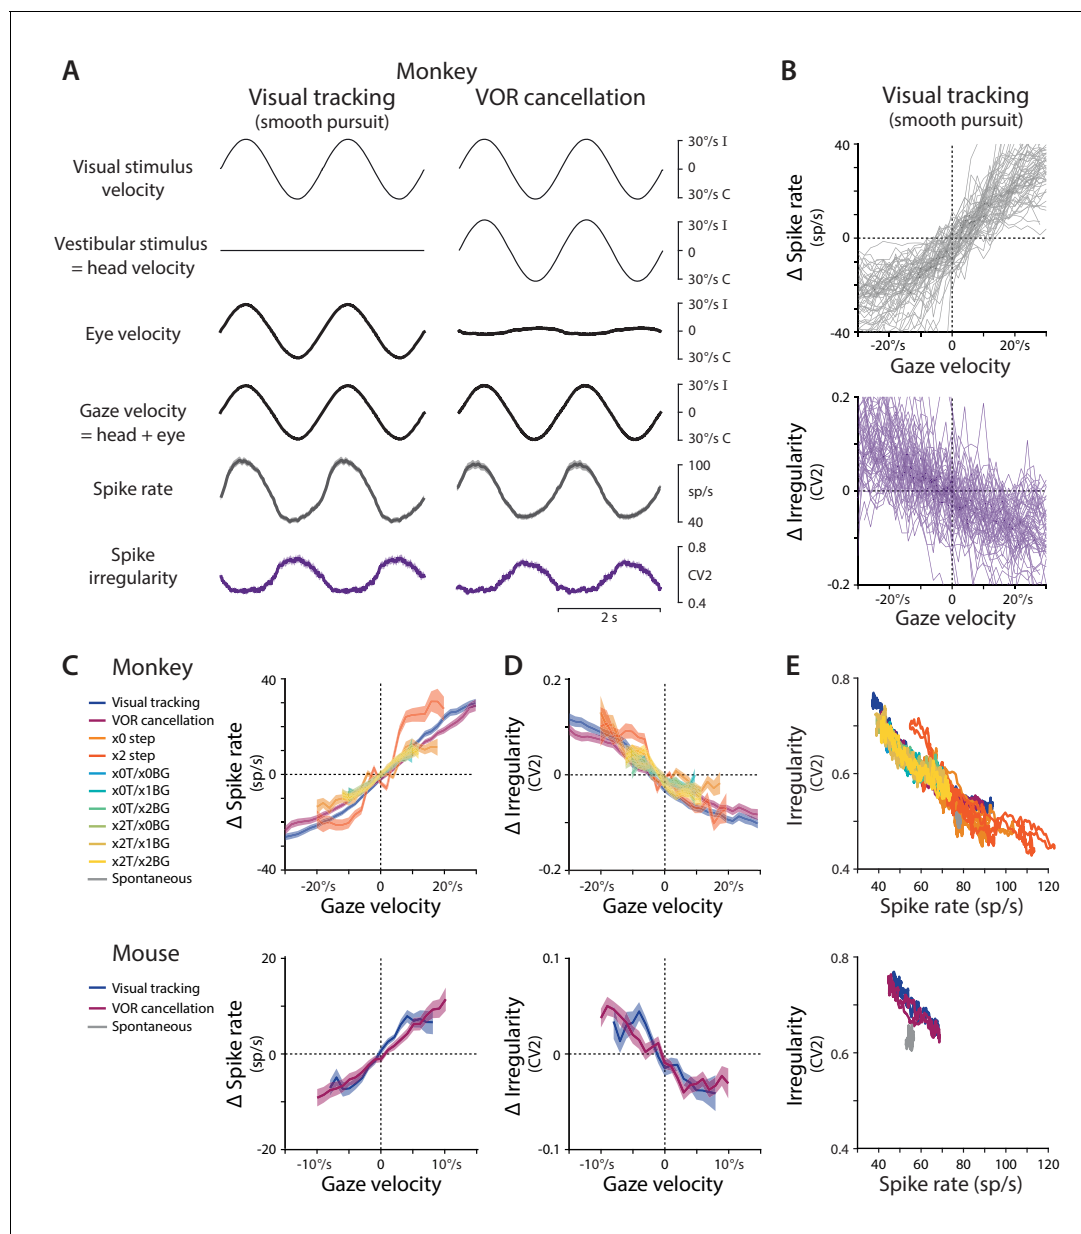 A
Monkey
Visual tracking
(smooth pursuit)
VOR cancellation
Visual stimulus
velocity
30°/s I
0
30°/s C
Vestibular stimulus
= head velocity
30°/s I
0
30°/s C
Eye velocity
30°/s I
0
30°/s C
Gaze velocity
= head + eye
30°/s I
0
30°/s C
Spike rate
100
sp/s
40
Spike
irregularity
0.8
CV2
0.4
2 s
B
Visual tracking
(smooth pursuit)
Δ Spike rate
(sp/s)
40
0
-40
-20°/s
0
20°/s
Gaze velocity
Δ Irregularity
(CV2)
0.2
0
-0.2
-20°/s
0
20°/s
Gaze velocity
C
Monkey
Visual tracking
VOR cancellation
x0 step
x2 step
x0T/x0BG
x0T/x1BG
x0T/x2BG
x2T/x0BG
x2T/x1BG
x2T/x2BG
Spontaneous
Δ Spike rate
(sp/s)
40
0
-40
-20°/s
0
20°/s
Gaze velocity
D
Δ Irregularity
(CV2)
0.2
0
-0.2
-20°/s
0
20°/s
Gaze velocity
E
Irregularity
(CV2)
0.8
0.6
0.4
40
60
80
100
120
Spike rate (sp/s)
Mouse
Visual tracking
VOR cancellation
Spontaneous
Δ Spike rate
(sp/s)
20
0
-20
-10°/s
0
10°/s
Gaze velocity
Δ Irregularity
(CV2)
0.1
0
-0.1
-10°/s
0
10°/s
Gaze velocity
Irregularity
(CV2)
0.8
0.6
0.4
40
60
80
100
120
Spike rate (sp/s)